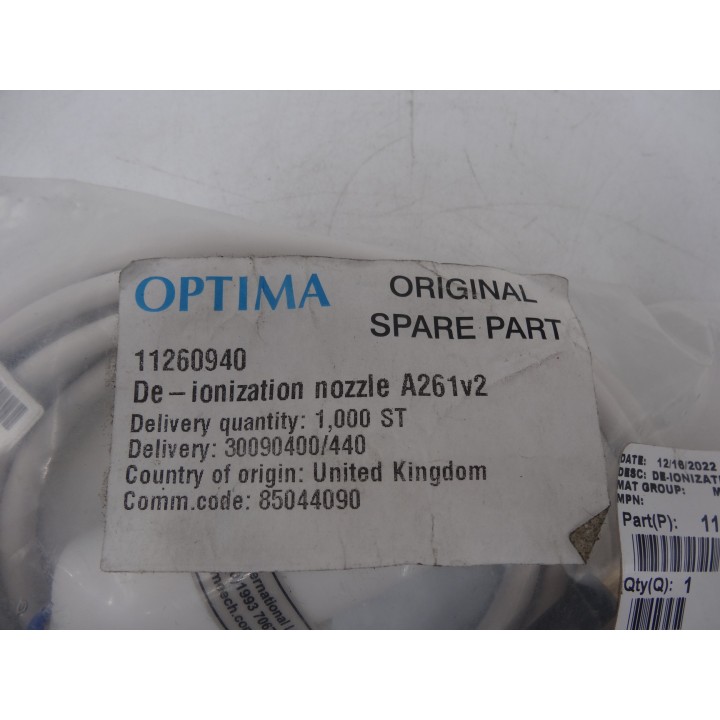 OPTIMA
ORIGINAL
SPARE PART
11260940
De-ionization nozzle A261v2
Delivery quantity: 1,000 ST
Delivery: 30090400/440
Country of origin: United Kingdom
Comm.code: 85044090
DATE: 12/16/2022
DESC: DE-IONIZAT
MAT GROUP: M
MPN:
Part(P): 11
Qty(Q): 1